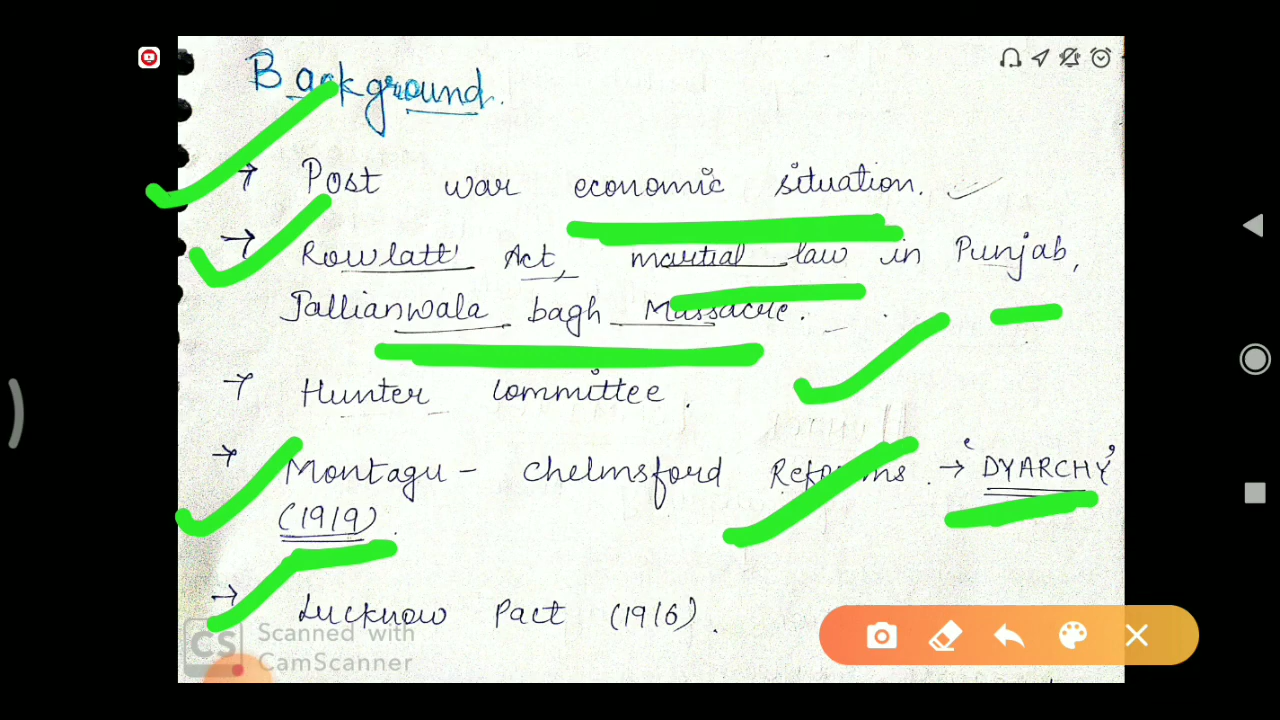 Background.
→ Post war economic situation.
→ Rowlatt Act, martial law in Punjab,
Jallianwala bagh Massacre.
→ Hunter Committee.
→ Montagu - Chelmsford Reforms. → 'DYARCHY'
(1919).
→ Lucknow Pact (1916).
CS Scanned with
CamScanner